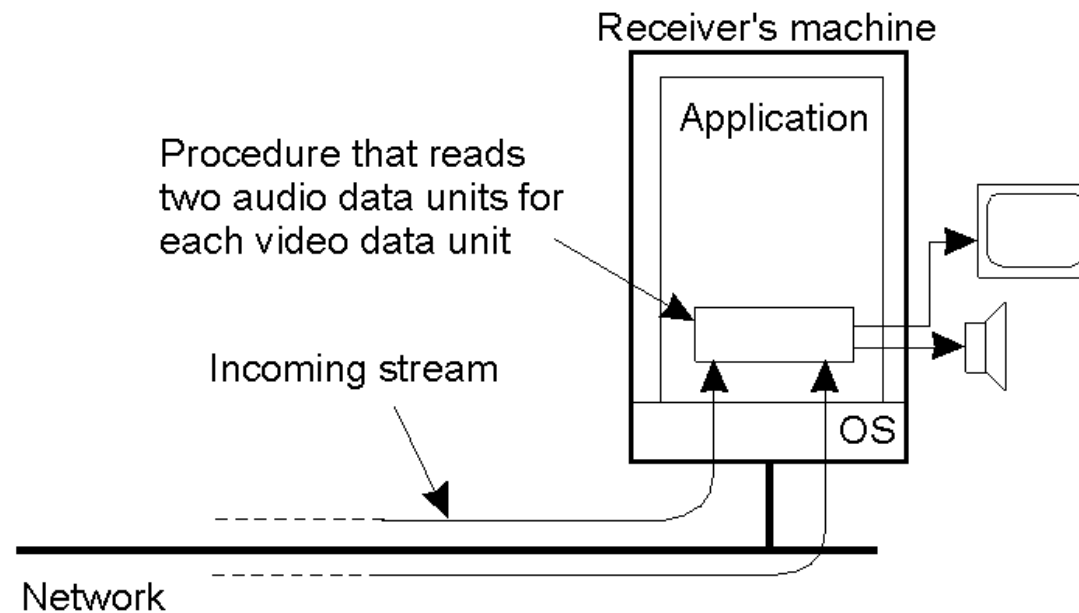 Receiver's machine
Application
Procedure that reads
two audio data units for
each video data unit
Incoming stream
OS
Network